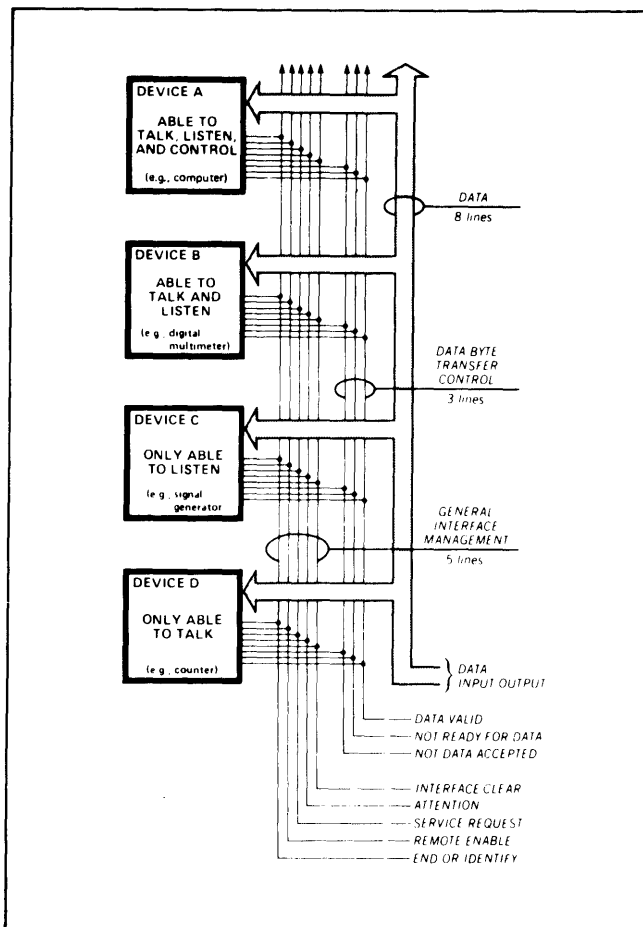 DEVICE A
ABLE TO
TALK, LISTEN,
AND CONTROL
(e.g., computer)
DATA
8 lines
DEVICE B
ABLE TO
TALK AND
LISTEN
(e.g., digital
multimeter)
DATA BYTE
TRANSFER
CONTROL
3 lines
DEVICE C
ONLY ABLE
TO LISTEN
(e.g., signal
generator
GENERAL
INTERFACE
MANAGEMENT
5 lines
DEVICE D
ONLY ABLE
TO TALK
(e.g., counter)
DATA
INPUT OUTPUT
DATA VALID
NOT READY FOR DATA
NOT DATA ACCEPTED
INTERFACE CLEAR
ATTENTION
SERVICE REQUEST
REMOTE ENABLE
END OR IDENTIFY